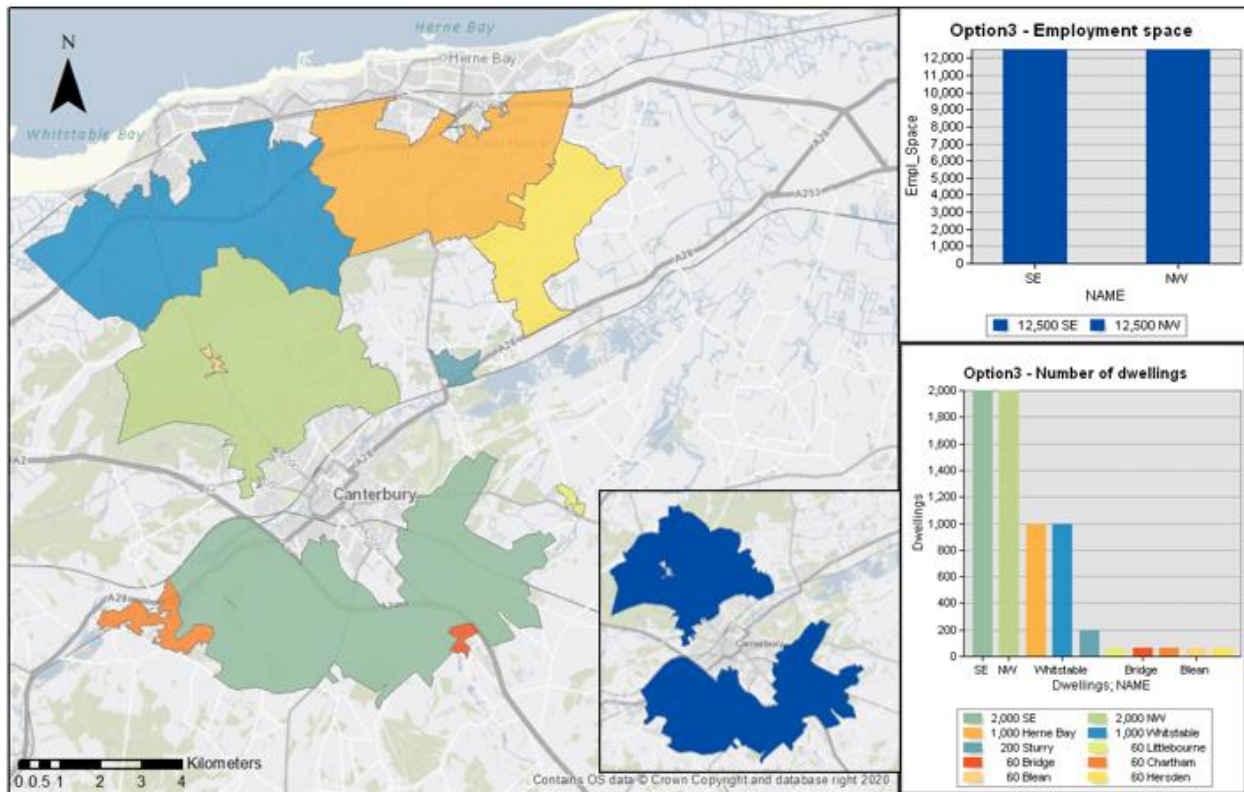 N
Herne Bay
Herne Bay
Whitstable Bay
A28
A253
A28
A28
A2
A28
Canterbury
A28
Canterbury
Kilometers
0 0.5 1 2 3 4
Contains OS data © Crown Copyright and database right 2020
Option3 - Employment space
12,000
11,000
10,000
9,000
8,000
7,000
6,000
5,000
4,000
3,000
2,000
1,000
0
Empl_Space
SE NW
NAME
12,500 SE 12,500 NW
Option3 - Number of dwellings
2,000
1,800
1,600
1,400
1,200
1,000
800
600
400
200
0
Dwellings
SE NW Whitstable Bridge Blean
Dwellings; NAME
2,000 SE 2,000 NW
1,000 Herne Bay 1,000 Whitstable
200 Sturry 60 Littlebourne
60 Bridge 60 Chartham
60 Blean 60 Hersden